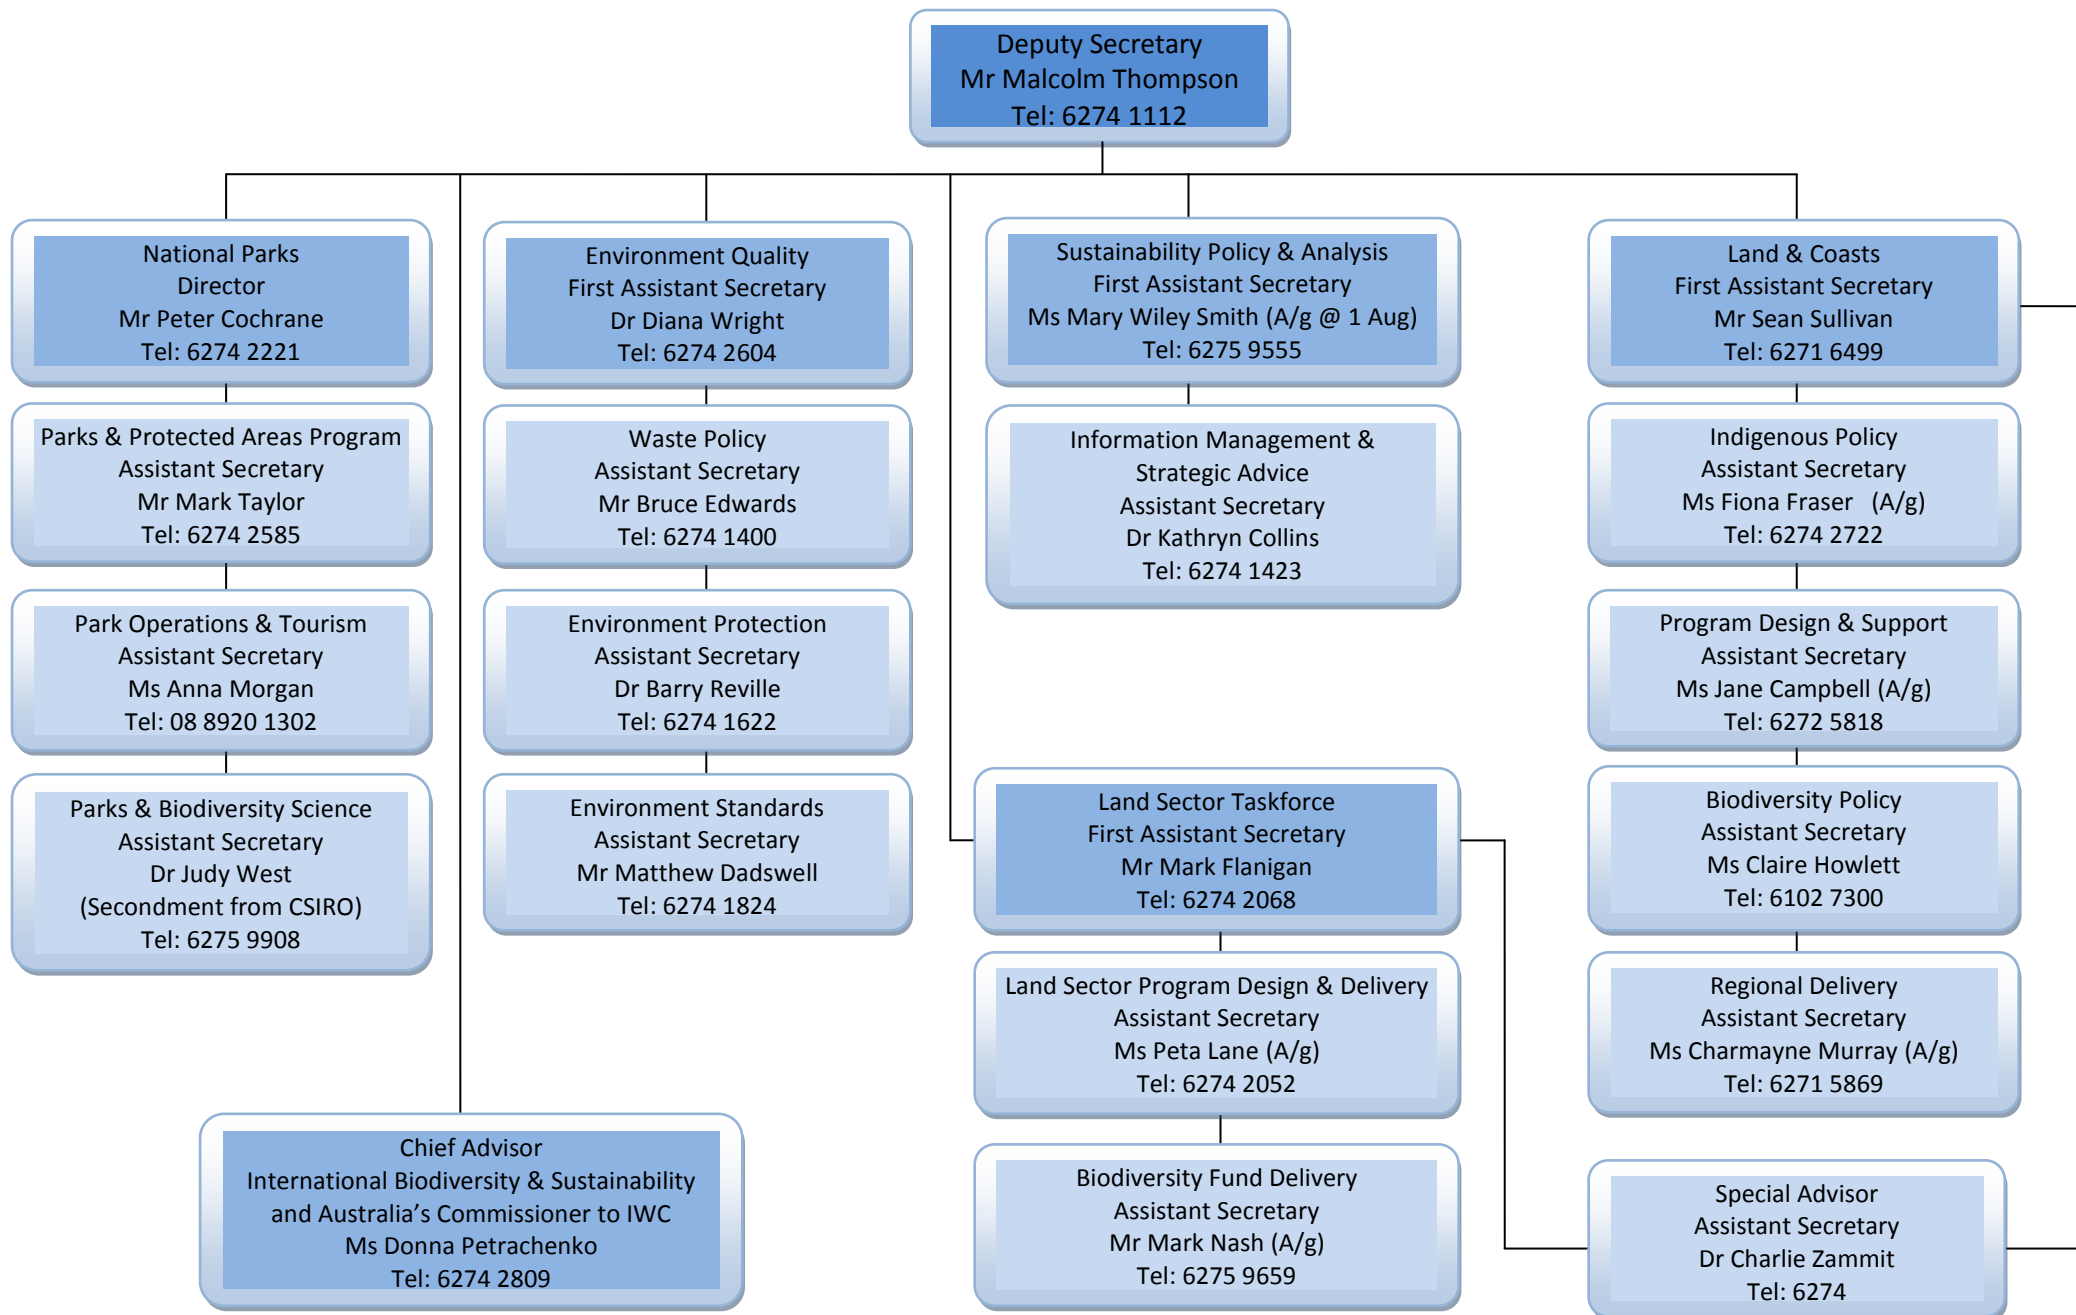 Deputy Secretary
Mr Malcolm Thompson
Tel: 6274 1112
National Parks
Director
Mr Peter Cochrane
Tel: 6274 2221
Parks & Protected Areas Program
Assistant Secretary
Mr Mark Taylor
Tel: 6274 2585
Park Operations & Tourism
Assistant Secretary
Ms Anna Morgan
Tel: 08 8920 1302
Parks & Biodiversity Science
Assistant Secretary
Dr Judy West
(Secondment from CSIRO)
Tel: 6275 9908
Chief Advisor
International Biodiversity & Sustainability
and Australia’s Commissioner to IWC
Ms Donna Petrachenko
Tel: 6274 2809
Environment Quality
First Assistant Secretary
Dr Diana Wright
Tel: 6274 2604
Waste Policy
Assistant Secretary
Mr Bruce Edwards
Tel: 6274 1400
Environment Protection
Assistant Secretary
Dr Barry Reville
Tel: 6274 1622
Environment Standards
Assistant Secretary
Mr Matthew Dadswell
Tel: 6274 1824
Sustainability Policy & Analysis
First Assistant Secretary
Ms Mary Wiley Smith (A/g @ 1 Aug)
Tel: 6275 9555
Information Management &
Strategic Advice
Assistant Secretary
Dr Kathryn Collins
Tel: 6274 1423
Land Sector Taskforce
First Assistant Secretary
Mr Mark Flanigan
Tel: 6274 2068
Land Sector Program Design & Delivery
Assistant Secretary
Ms Peta Lane (A/g)
Tel: 6274 2052
Biodiversity Fund Delivery
Assistant Secretary
Mr Mark Nash (A/g)
Tel: 6275 9659
Land & Coasts
First Assistant Secretary
Mr Sean Sullivan
Tel: 6271 6499
Indigenous Policy
Assistant Secretary
Ms Fiona Fraser (A/g)
Tel: 6274 2722
Program Design & Support
Assistant Secretary
Ms Jane Campbell (A/g)
Tel: 6272 5818
Biodiversity Policy
Assistant Secretary
Ms Claire Howlett
Tel: 6102 7300
Regional Delivery
Assistant Secretary
Ms Charmayne Murray (A/g)
Tel: 6271 5869
Special Advisor
Assistant Secretary
Dr Charlie Zammit
Tel: 6274